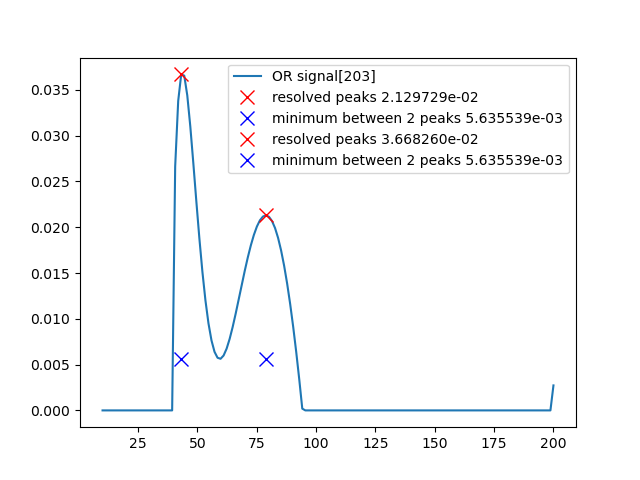 OR signal[203]
resolved peaks 2.129729e-02
minimum between 2 peaks 5.635539e-03
resolved peaks 3.668260e-02
minimum between 2 peaks 5.635539e-03
0.035
0.030
0.025
0.020
0.015
0.010
0.005
0.000
25 50 75 100 125 150 175 200